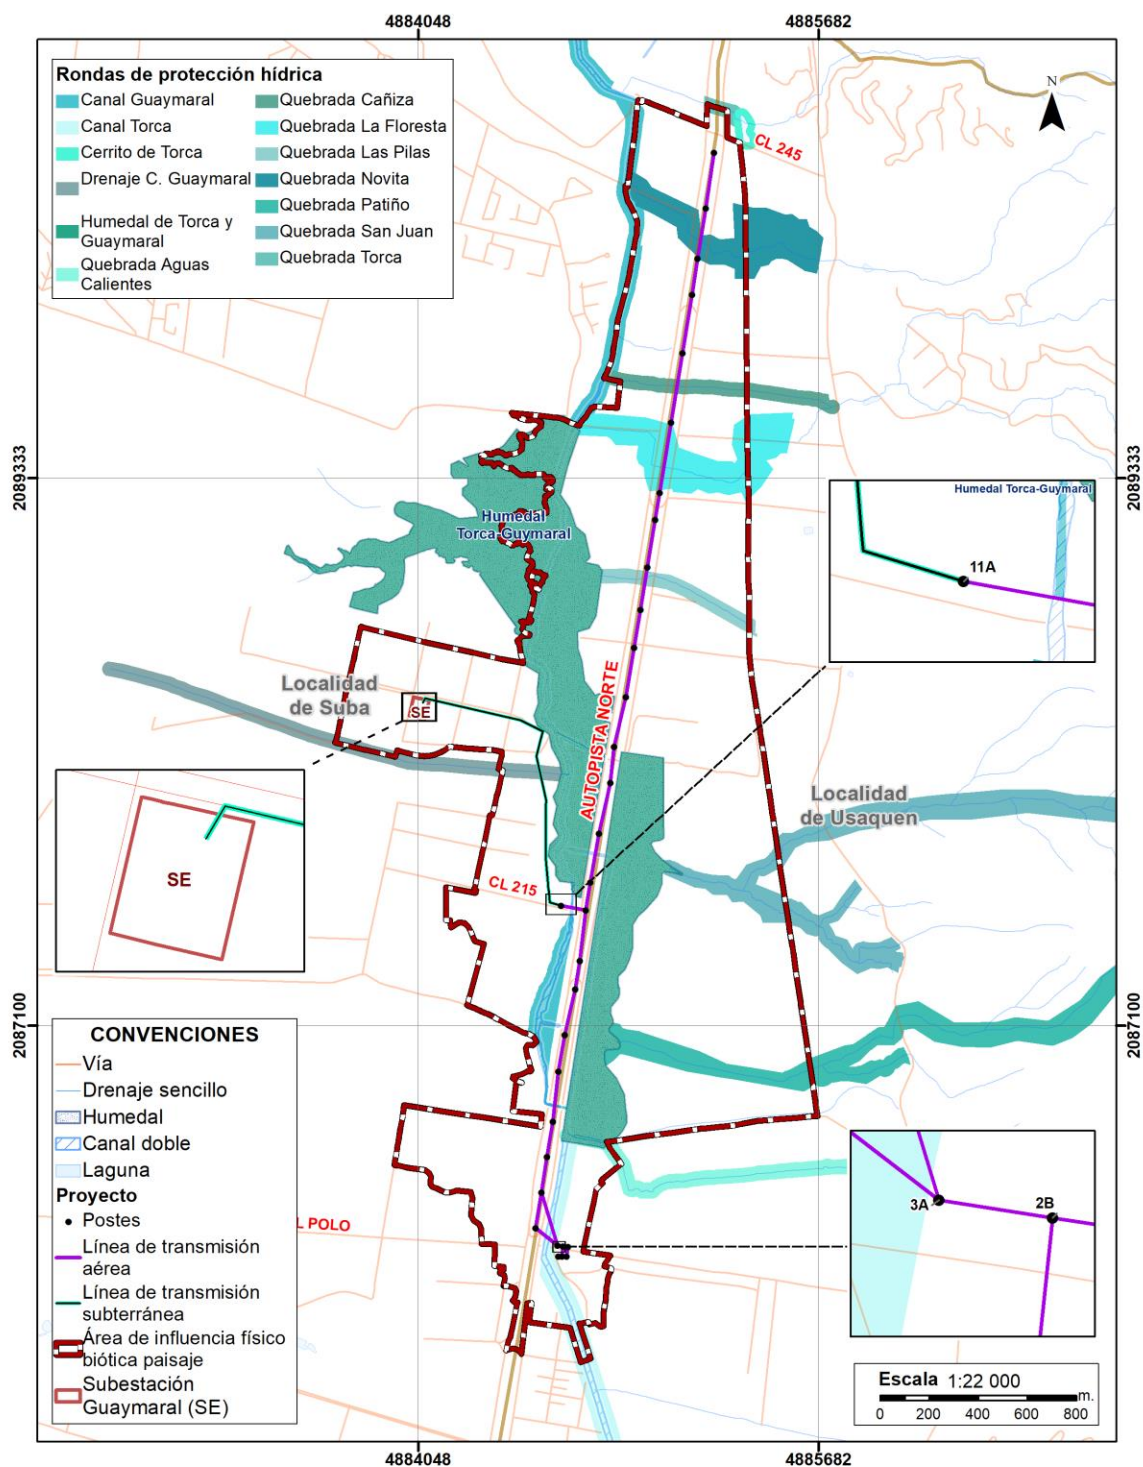 4884048
4885682
Rondas de protección hídrica
Canal Guaymaral
Canal Torca
Cerrito de Torca
Drenaje C. Guaymaral
Humedal de Torca y
Guaymaral
Quebrada Aguas
Calientes
Quebrada Cañiza
Quebrada La Floresta
Quebrada Las Pilas
Quebrada Novita
Quebrada Patiño
Quebrada San Juan
Quebrada Torca
N
CL 245
2089333
2089333
Humedal
Torca-Guymaral
Humedal Torca-Guymaral
11A
Localidad
de Suba
SE
AUTOPISTA NORTE
Localidad
de Usaquen
SE
CL 215
2087100
2087100
CONVENCIONES
Vía
Drenaje sencillo
Humedal
Canal doble
Laguna
Proyecto
Postes
Línea de transmisión
aérea
Línea de transmisión
subterránea
Área de influencia físico
biótica paisaje
Subestación
Guaymaral (SE)
L POLO
3A
2B
Escala 1:22 000
m.
0 200 400 600 800
4884048
4885682